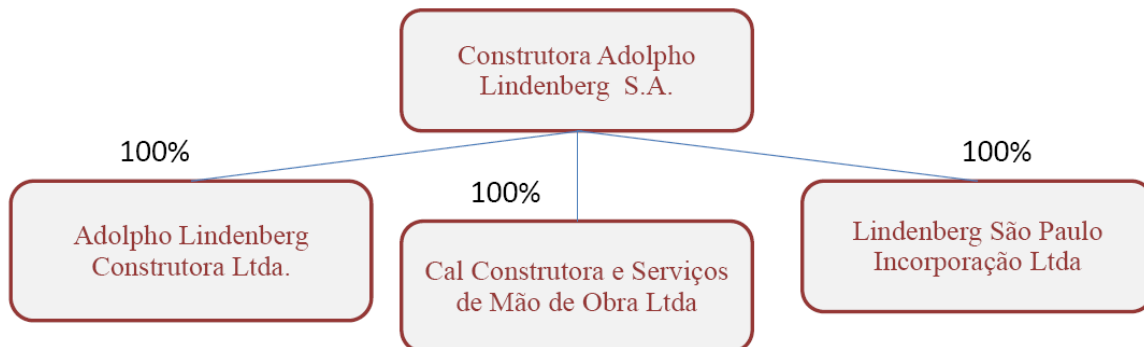 Construtora Adolpho
Lindenberg S.A.
100%
100%
100%
Adolpho Lindenberg
Construtora Ltda.
Cal Construtora e Serviços
de Mão de Obra Ltda
Lindenberg São Paulo
Incorporação Ltda